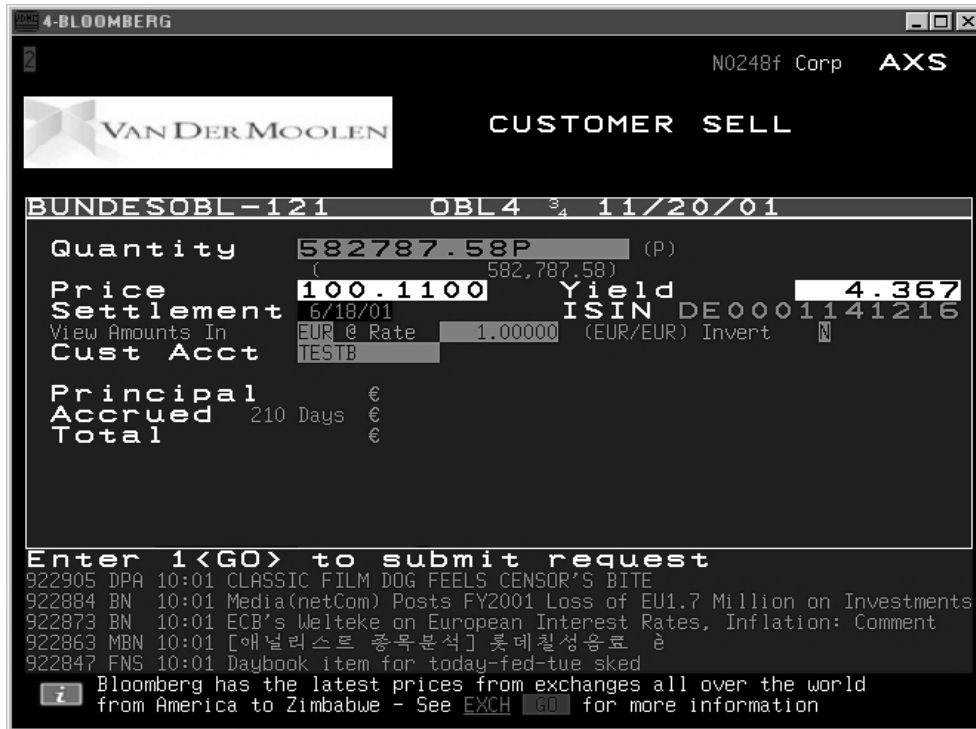 4-BLOOMBERG
2
N0248f Corp AXS
VAN DER MOOLEN
CUSTOMER SELL
BUNDESOBL-121 OBL4 ¾ 11/20/01
Quantity 582787.58P (P)
( 582,787.58)
Price 100.1100 Yield 4.367
Settlement 6/18/01 ISIN DE0001141216
View Amounts In EUR @ Rate 1.00000 (EUR/EUR) Invert N
Cust Acct TESTB
Principal €
Accrued 210 Days €
Total €
Enter 1<GO> to submit request
922905 DPA 10:01 CLASSIC FILM DOG FEELS CENSOR'S BITE
922884 BN 10:01 Media(netCom) Posts FY2001 Loss of EU1.7 Million on Investments
922873 BN 10:01 ECB's Welteke on European Interest Rates, Inflation: Comment
922863 MBN 10:01 [애널리스트 종목분석] 롯데칠성음료 è
922847 FNS 10:01 Daybook item for today-fed-tue sked
i Bloomberg has the latest prices from exchanges all over the world
from America to Zimbabwe - See EXCH GO for more information